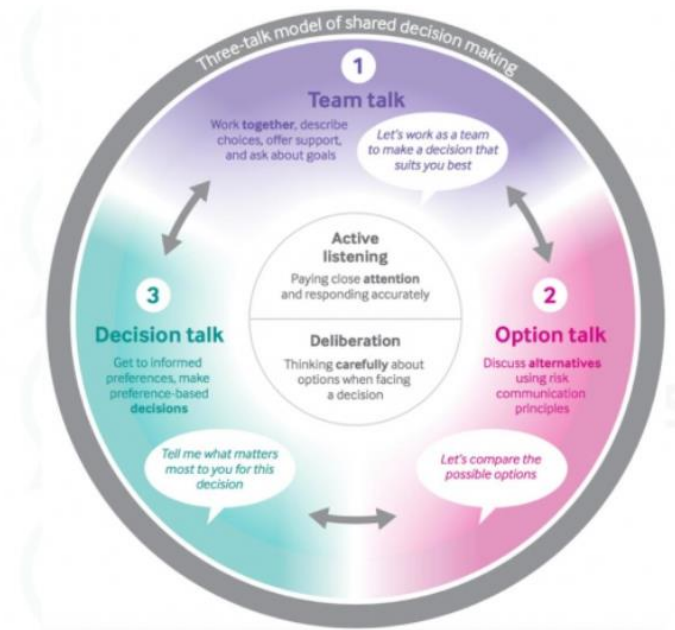 Three-talk model of shared decision making
1
Team talk
Work together, describe
choices, offer support,
and ask about goals
Let's work as a team
to make a decision that
suits you best
Active
listening
Paying close attention
and responding accurately
Deliberation
Thinking carefully about
options when facing
a decision
2
Option talk
Discuss alternatives
using risk
communication
principles
Let's compare the
possible options
3
Decision talk
Get to informed
preferences, make
preference-based
decisions
Tell me what matters
most to you for this
decision